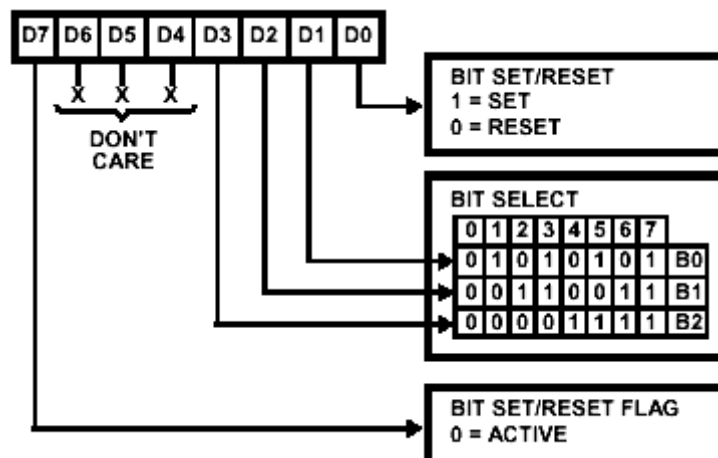 D7 D6 D5 D4 D3 D2 D1 D0
X X X
DON'T
CARE
BIT SET/RESET
1 = SET
0 = RESET
BIT SELECT
0 1 2 3 4 5 6 7
0 1 0 1 0 1 0 1 B0
0 0 1 1 0 0 1 1 B1
0 0 0 0 1 1 1 1 B2
BIT SET/RESET FLAG
0 = ACTIVE